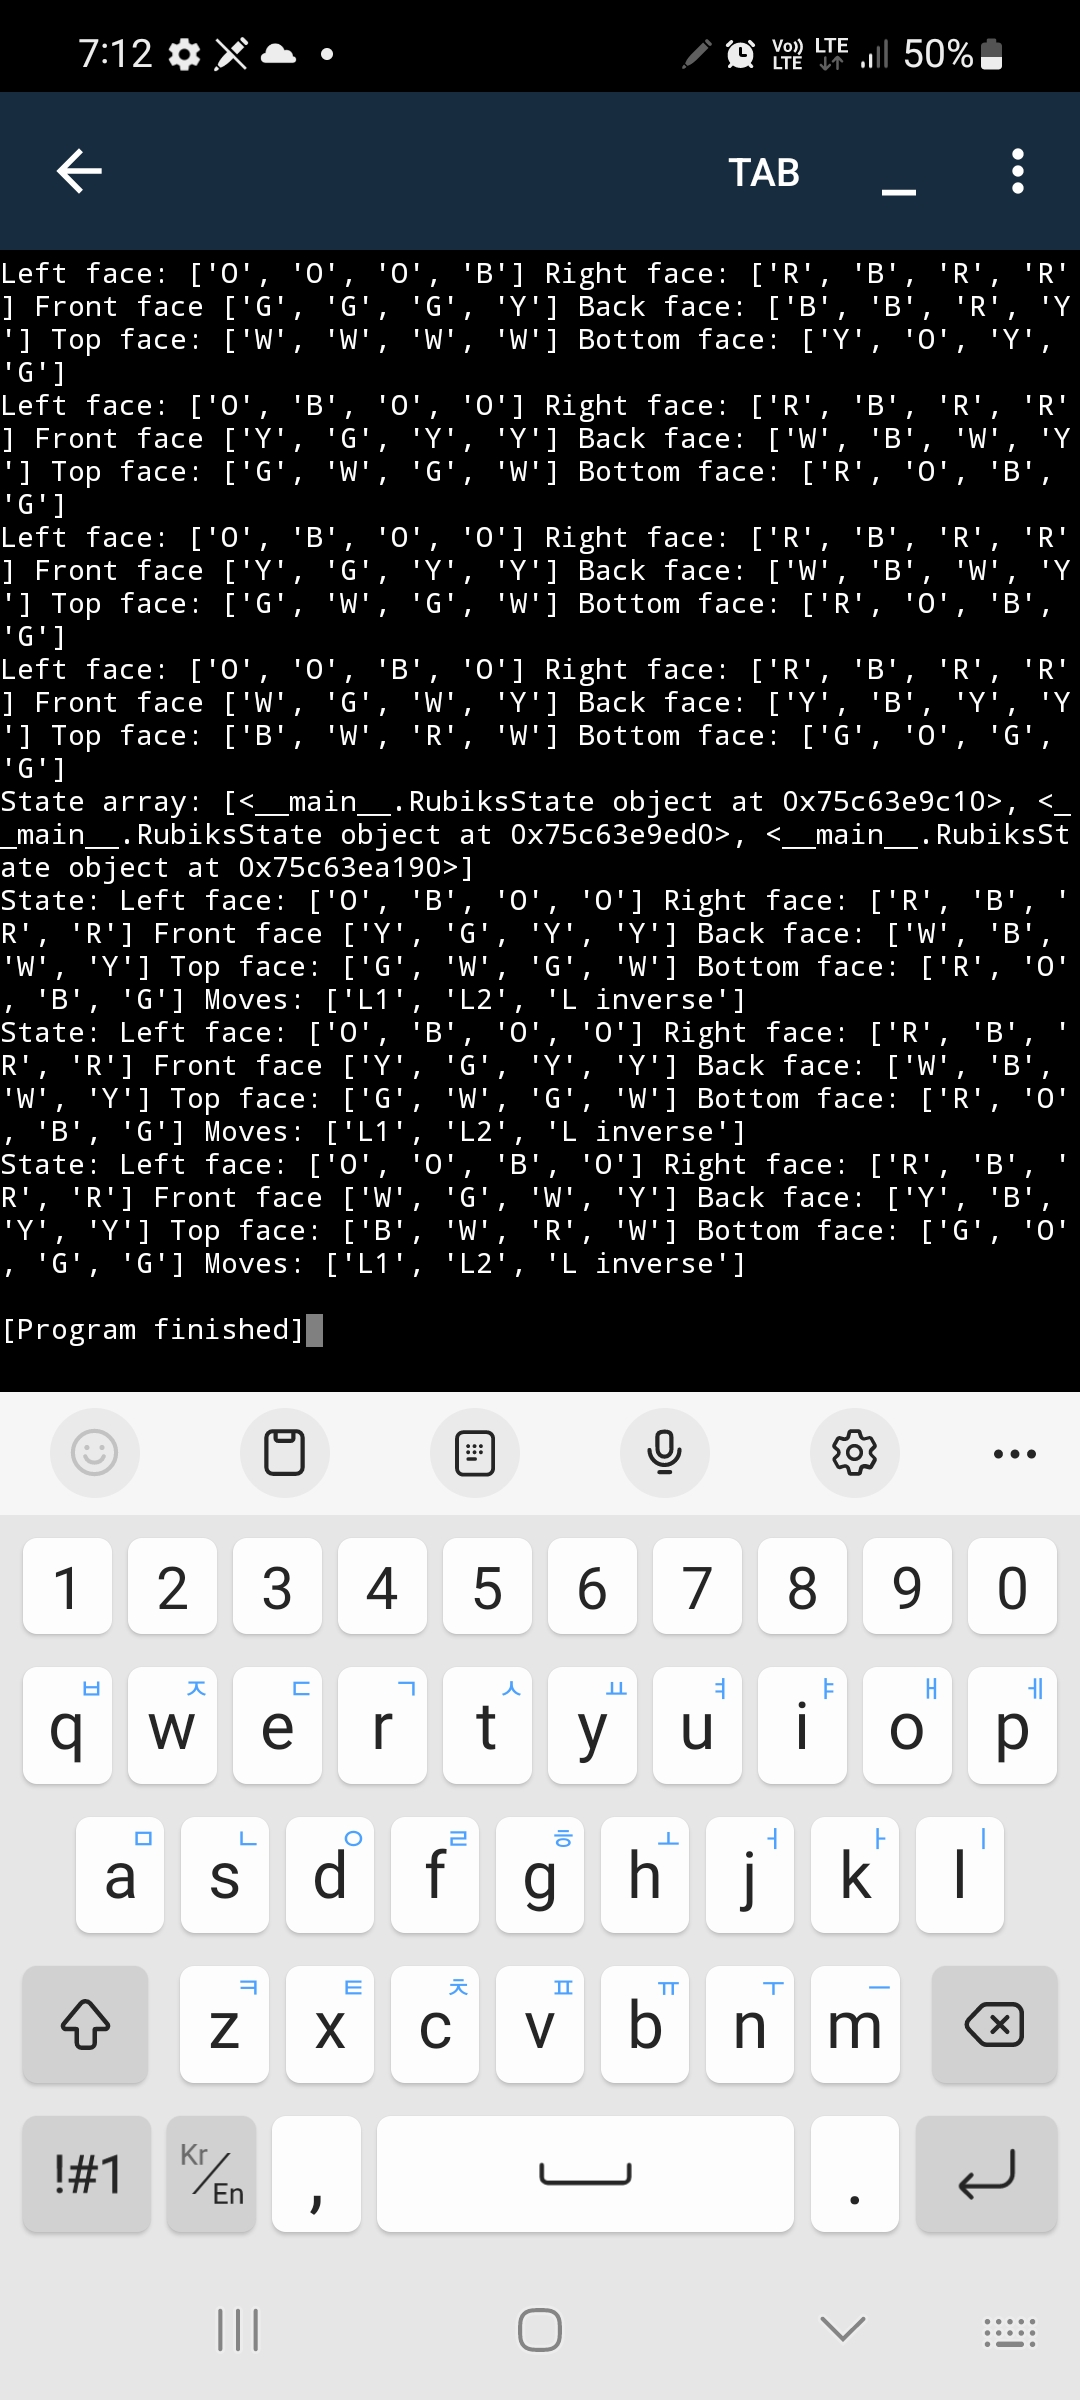 7:12 Vo)) LTE LTE 50%
TAB _
Left face: ['O', 'O', 'O', 'B'] Right face: ['R', 'B', 'R', 'R'
] Front face ['G', 'G', 'G', 'Y'] Back face: ['B', 'B', 'R', 'Y
'] Top face: ['W', 'W', 'W', 'W'] Bottom face: ['Y', 'O', 'Y',
'G']
Left face: ['O', 'B', 'O', 'O'] Right face: ['R', 'B', 'R', 'R'
] Front face ['Y', 'G', 'Y', 'Y'] Back face: ['W', 'B', 'W', 'Y
'] Top face: ['G', 'W', 'G', 'W'] Bottom face: ['R', 'O', 'B',
'G']
Left face: ['O', 'B', 'O', 'O'] Right face: ['R', 'B', 'R', 'R'
] Front face ['Y', 'G', 'Y', 'Y'] Back face: ['W', 'B', 'W', 'Y
'] Top face: ['G', 'W', 'G', 'W'] Bottom face: ['R', 'O', 'B',
'G']
Left face: ['O', 'O', 'B', 'O'] Right face: ['R', 'B', 'R', 'R'
] Front face ['W', 'G', 'W', 'Y'] Back face: ['Y', 'B', 'Y', 'Y
'] Top face: ['B', 'W', 'R', 'W'] Bottom face: ['G', 'O', 'G',
'G']
State array: [<__main__.RubiksState object at 0x75c63e9c10>, <_
_main__.RubiksState object at 0x75c63e9ed0>, <__main__.RubiksSt
ate object at 0x75c63ea190>]
State: Left face: ['O', 'B', 'O', 'O'] Right face: ['R', 'B', '
R', 'R'] Front face ['Y', 'G', 'Y', 'Y'] Back face: ['W', 'B',
'W', 'Y'] Top face: ['G', 'W', 'G', 'W'] Bottom face: ['R', 'O'
, 'B', 'G'] Moves: ['L1', 'L2', 'L inverse']
State: Left face: ['O', 'B', 'O', 'O'] Right face: ['R', 'B', '
R', 'R'] Front face ['Y', 'G', 'Y', 'Y'] Back face: ['W', 'B',
'W', 'Y'] Top face: ['G', 'W', 'G', 'W'] Bottom face: ['R', 'O'
, 'B', 'G'] Moves: ['L1', 'L2', 'L inverse']
State: Left face: ['O', 'O', 'B', 'O'] Right face: ['R', 'B', '
R', 'R'] Front face ['W', 'G', 'W', 'Y'] Back face: ['Y', 'B',
'Y', 'Y'] Top face: ['B', 'W', 'R', 'W'] Bottom face: ['G', 'O'
, 'G', 'G'] Moves: ['L1', 'L2', 'L inverse']
[Program finished]
1 2 3 4 5 6 7 8 9 0
ㅂ ㅈ ㄷ ㄱ ㅅ ㅛ ㅕ ㅑ ㅐ ㅔ
q w e r t y u i o p
ㅁ ㄴ ㅇ ㄹ ㅎ ㅗ ㅓ ㅏ ㅣ
a s d f g h j k l
ㅋ ㅌ ㅊ ㅍ ㅠ ㅜ ㅡ
z x c v b n m
!#1 Kr/En , .